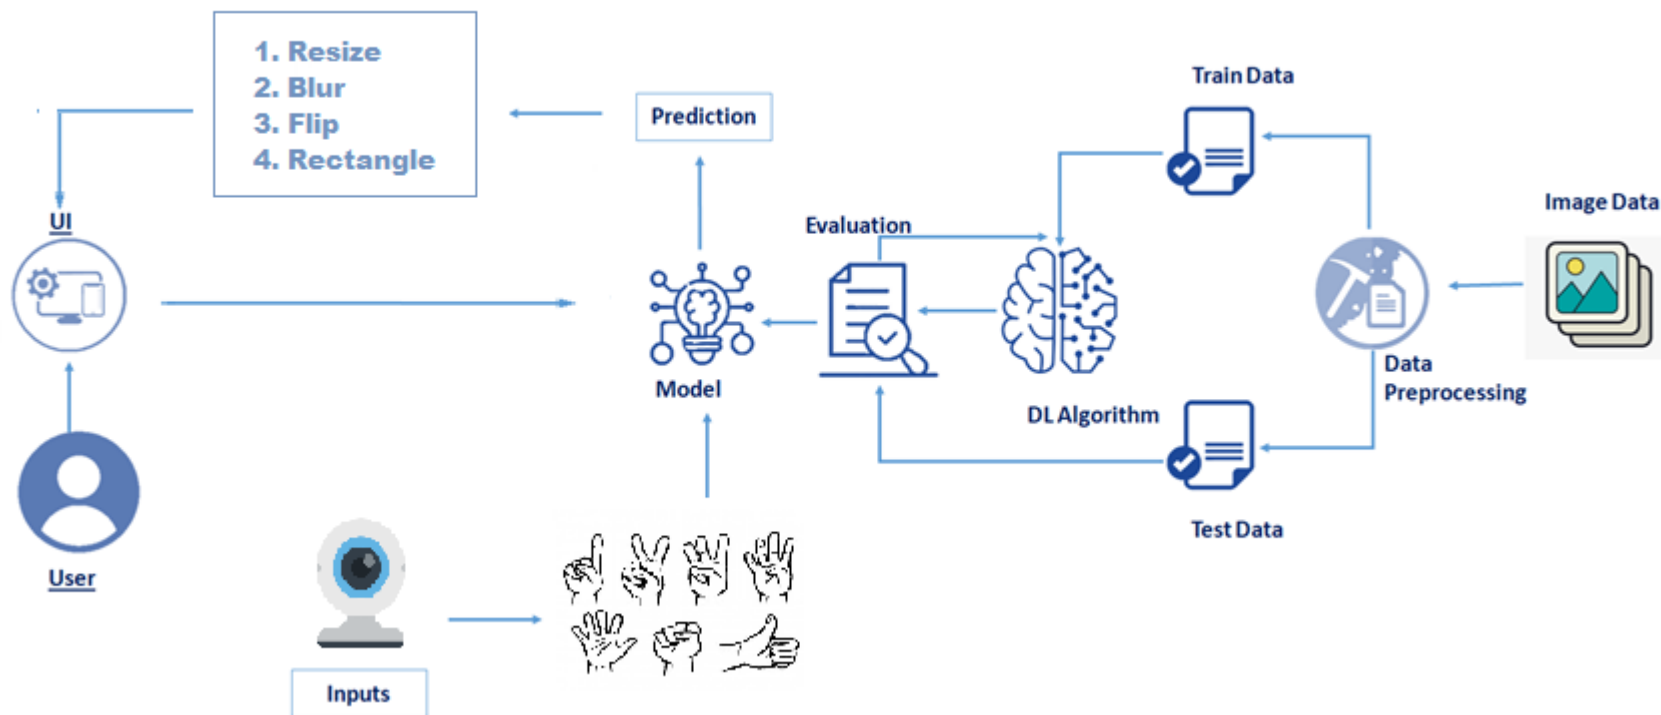 1. Resize
2. Blur
3. Flip
4. Rectangle
Prediction
Train Data
Image Data
UI
Evaluation
Data
Preprocessing
Model
DL Algorithm
Test Data
User
Inputs